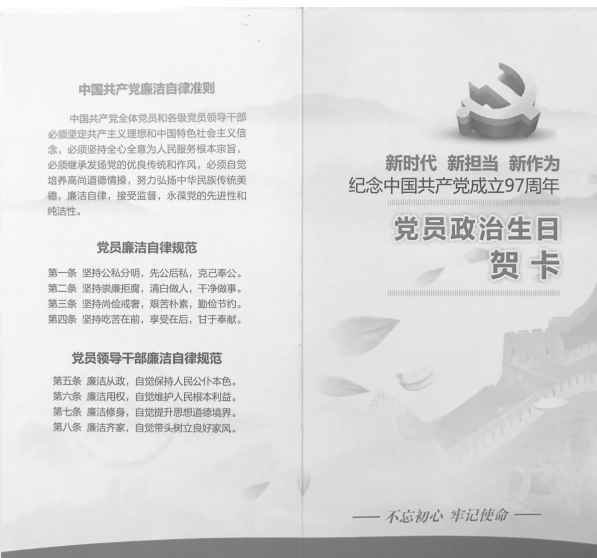 中国共产党廉洁自律准则
中国共产党全体党员和各级党员领导干部
必须坚定共产主义理想和中国特色社会主义信
念，必须坚持全心全意为人民服务根本宗旨，
必须继承发扬党的优良传统和作风，必须自觉
培养高尚道德情操，努力弘扬中华民族传统美
德，廉洁自律，接受监督，永葆党的先进性和
纯洁性。
党员廉洁自律规范
第一条 坚持公私分明，先公后私，克己奉公。
第二条 坚持崇廉拒腐，清白做人，干净做事。
第三条 坚持尚俭戒奢，艰苦朴素，勤俭节约。
第四条 坚持吃苦在前，享受在后，甘于奉献。
党员领导干部廉洁自律规范
第五条 廉洁从政，自觉保持人民公仆本色。
第六条 廉洁用权，自觉维护人民根本利益。
第七条 廉洁修身，自觉提升思想道德境界。
第八条 廉洁齐家，自觉带头树立良好家风。
新时代 新担当 新作为
纪念中国共产党成立97周年
党员政治生日
贺卡
不忘初心 牢记使命